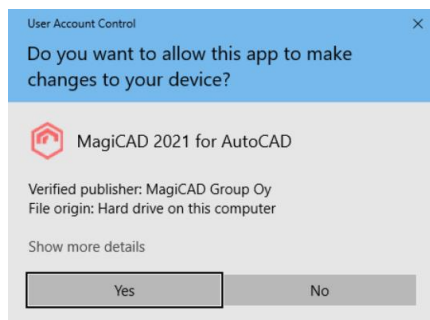 User Account Control
Do you want to allow this app to make
changes to your device?
MagiCAD 2021 for AutoCAD
Verified publisher: MagiCAD Group Oy
File origin: Hard drive on this computer
Show more details
Yes
No